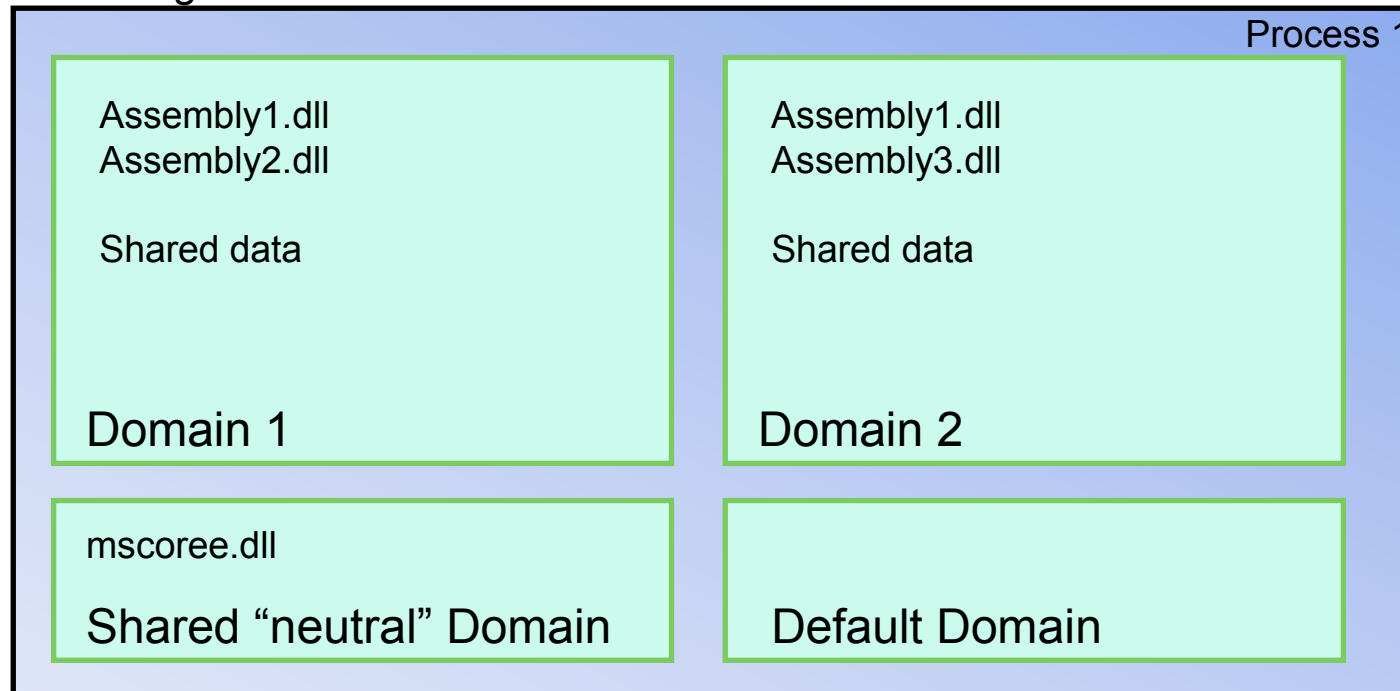 Process 1
Assembly1.dll
Assembly2.dll
Shared data
Domain 1
Assembly1.dll
Assembly3.dll
Shared data
Domain 2
mscoree.dll
Shared “neutral” Domain
Default Domain